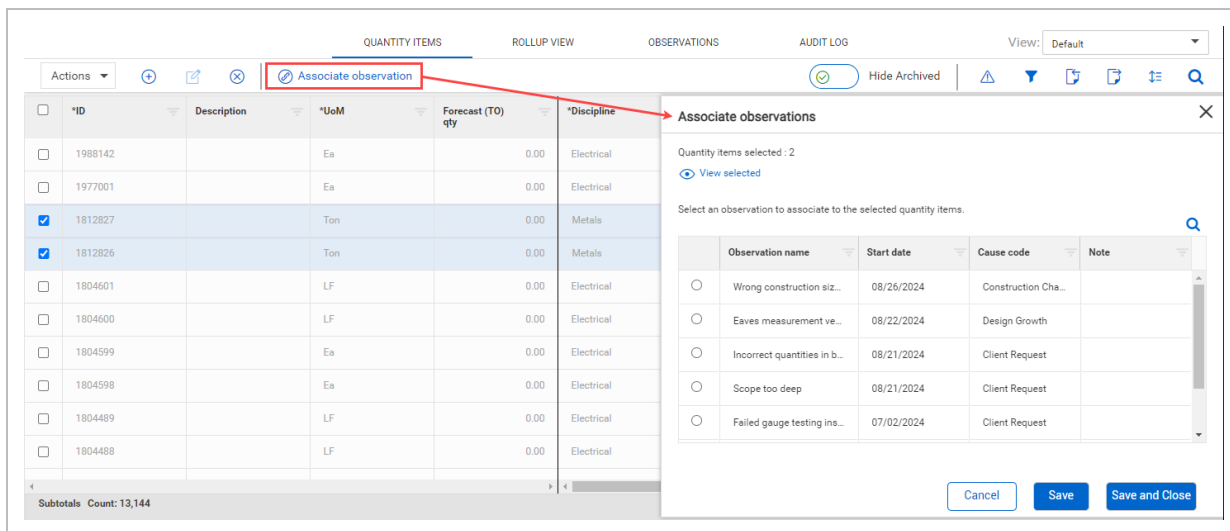 QUANTITY ITEMS ROLLUP VIEW OBSERVATIONS AUDIT LOG View: Default
Actions Associate observation Hide Archived
*ID Description *UoM Forecast (TO) qty *Discipline
1988142 Ea 0.00 Electrical
1977001 Ea 0.00 Electrical
1812827 Ton 0.00 Metals
1812826 Ton 0.00 Metals
1804601 LF 0.00 Electrical
1804600 LF 0.00 Electrical
1804599 Ea 0.00 Electrical
1804598 Ea 0.00 Electrical
1804489 LF 0.00 Electrical
1804488 LF 0.00 Electrical
Subtotals Count: 13,144
Associate observations
Quantity items selected : 2
View selected
Select an observation to associate to the selected quantity items.
Observation name Start date Cause code Note
Wrong construction siz... 08/26/2024 Construction Cha...
Eaves measurement ve... 08/22/2024 Design Growth
Incorrect quantities in b... 08/21/2024 Client Request
Scope too deep 08/21/2024 Client Request
Failed gauge testing ins... 07/02/2024 Client Request
Cancel Save Save and Close